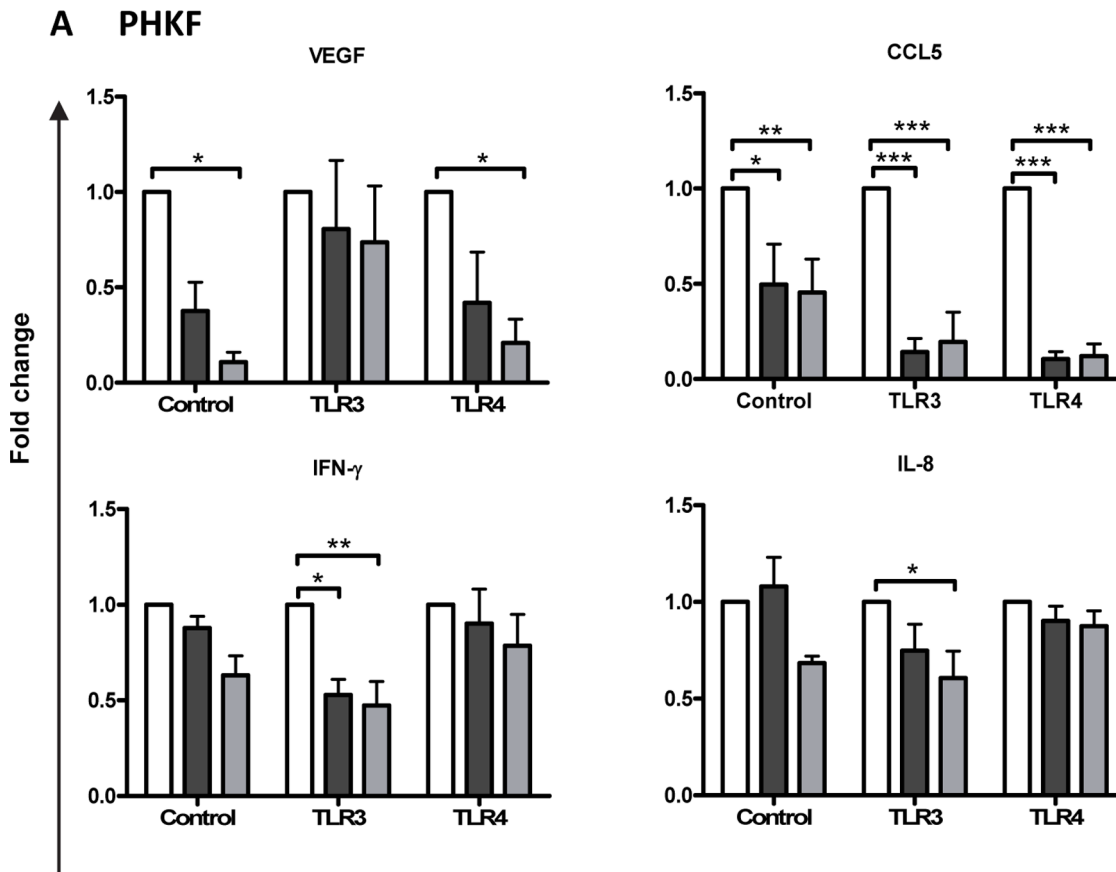 A PHKF
VEGF
1.5
1.0
0.5
0.0
*
*
Control TLR3 TLR4
CCL5
1.5
1.0
0.5
0.0
** *** ***
* *** ***
Control TLR3 TLR4
Fold change
IFN-γ
1.5
1.0
0.5
0.0
**
*
Control TLR3 TLR4
IL-8
1.5
1.0
0.5
0.0
*
Control TLR3 TLR4